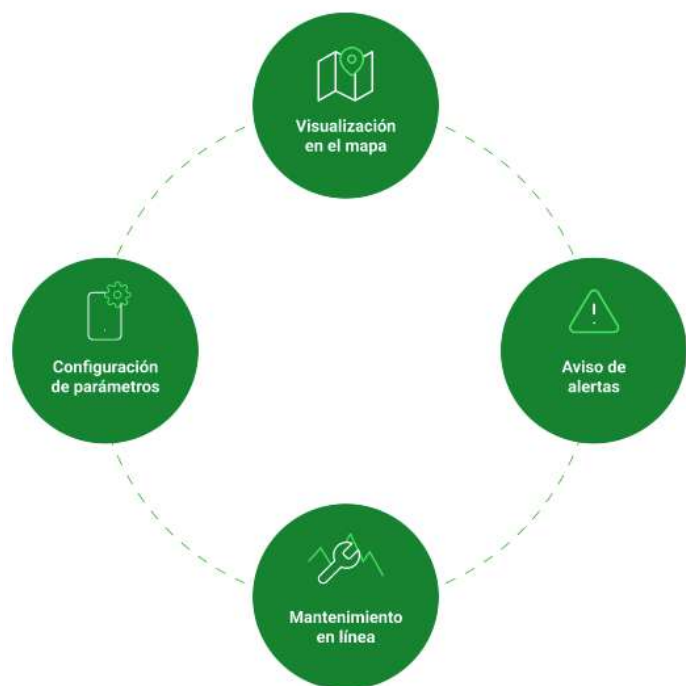 Visualización
en el mapa
Configuración
de parámetros
Aviso de
alertas
Mantenimiento
en línea